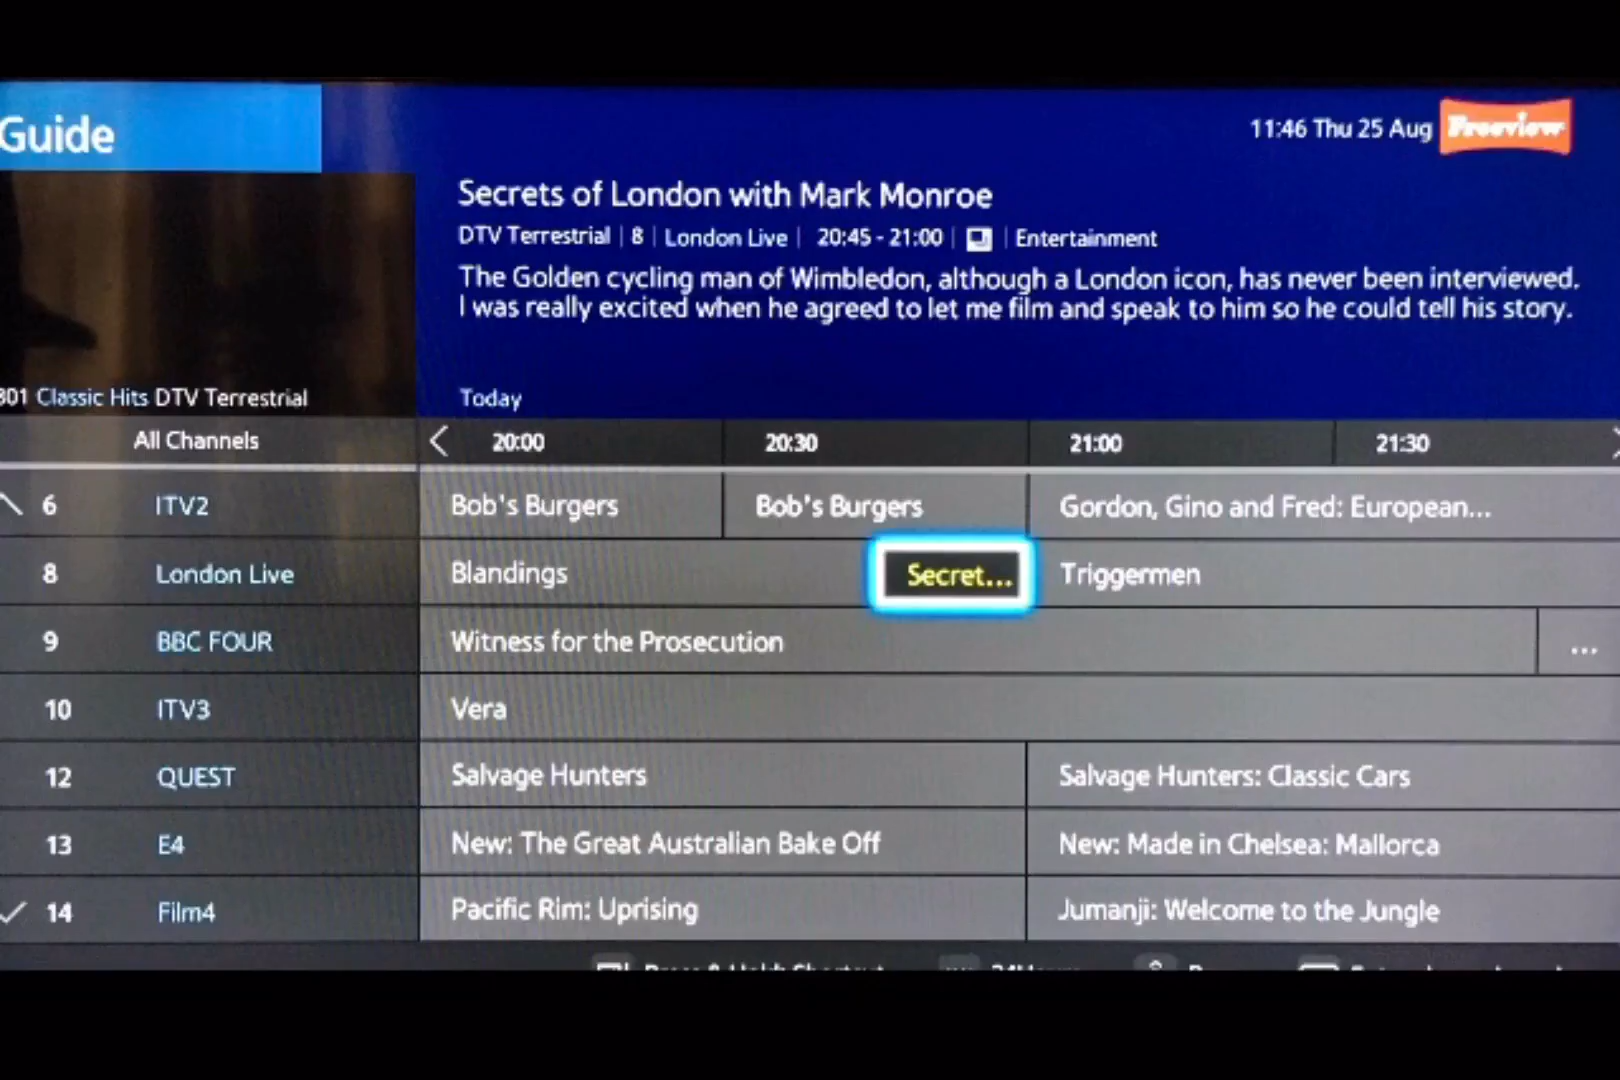 Guide
11:46 Thu 25 Aug Freeview
Secrets of London with Mark Monroe
DTV Terrestrial | 8 | London Live | 20:45 - 21:00 | Entertainment
The Golden cycling man of Wimbledon, although a London icon, has never been interviewed.
I was really excited when he agreed to let me film and speak to him so he could tell his story.
801 Classic Hits DTV Terrestrial
Today
All Channels
20:00 20:30 21:00 21:30
6 ITV2 Bob's Burgers Bob's Burgers Gordon, Gino and Fred: European...
8 London Live Blandings Secret... Triggermen
9 BBC FOUR Witness for the Prosecution ...
10 ITV3 Vera
12 QUEST Salvage Hunters Salvage Hunters: Classic Cars
13 E4 New: The Great Australian Bake Off New: Made in Chelsea: Mallorca
14 Film4 Pacific Rim: Uprising Jumanji: Welcome to the Jungle